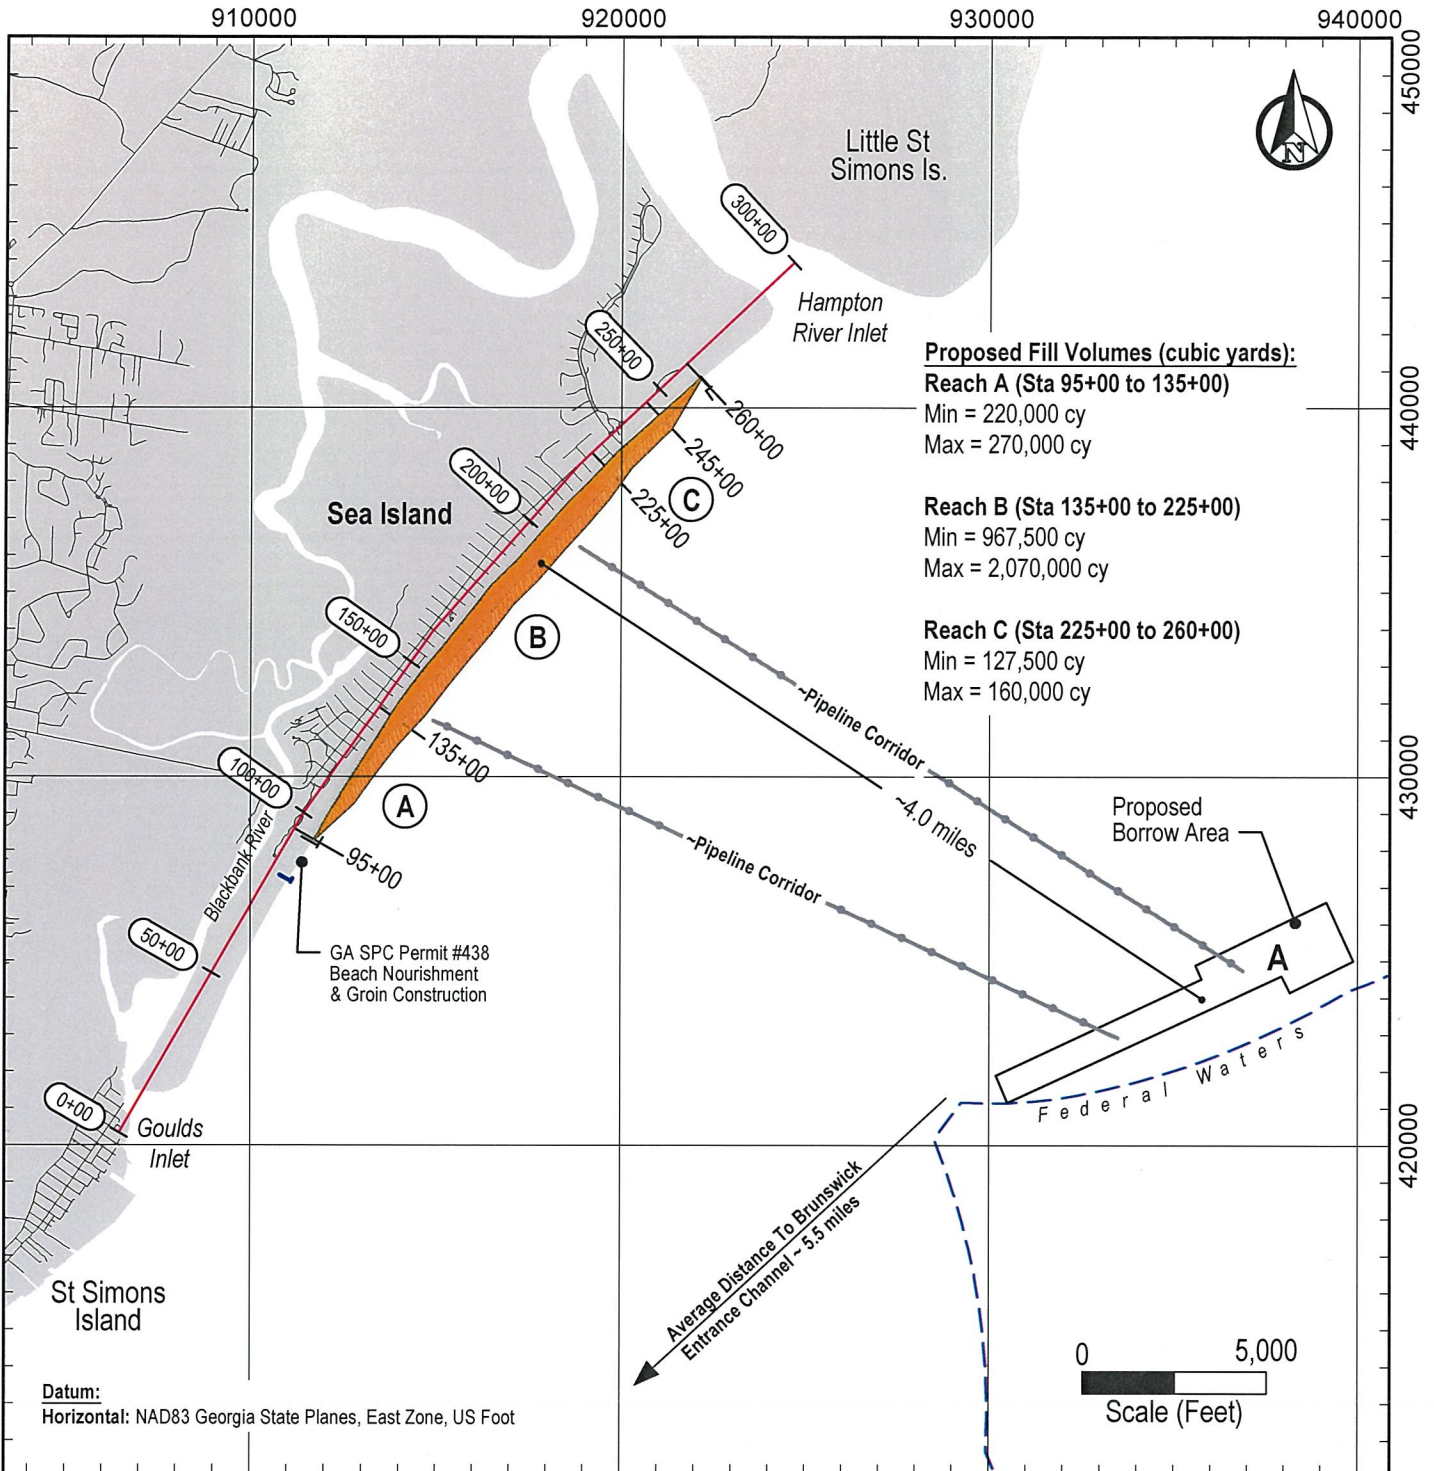 910000
920000
930000
940000
450000
440000
430000
420000
N
Little St
Simons Is.
300+00
Hampton
River Inlet
250+00
260+00
245+00
225+00
C
200+00
Sea Island
150+00
B
135+00
A
100+00
95+00
Blackbank River
50+00
0+00
Goulds
Inlet
St Simons
Island
GA SPC Permit #438
Beach Nourishment
& Groin Construction
Proposed Fill Volumes (cubic yards):
Reach A (Sta 95+00 to 135+00)
Min = 220,000 cy
Max = 270,000 cy
Reach B (Sta 135+00 to 225+00)
Min = 967,500 cy
Max = 2,070,000 cy
Reach C (Sta 225+00 to 260+00)
Min = 127,500 cy
Max = 160,000 cy
~Pipeline Corridor
~4.0 miles
~Pipeline Corridor
Proposed
Borrow Area
A
Federal Waters
Average Distance To Brunswick
Entrance Channel ~ 5.5 miles
0 5,000
Scale (Feet)
Datum:
Horizontal: NAD83 Georgia State Planes, East Zone, US Foot